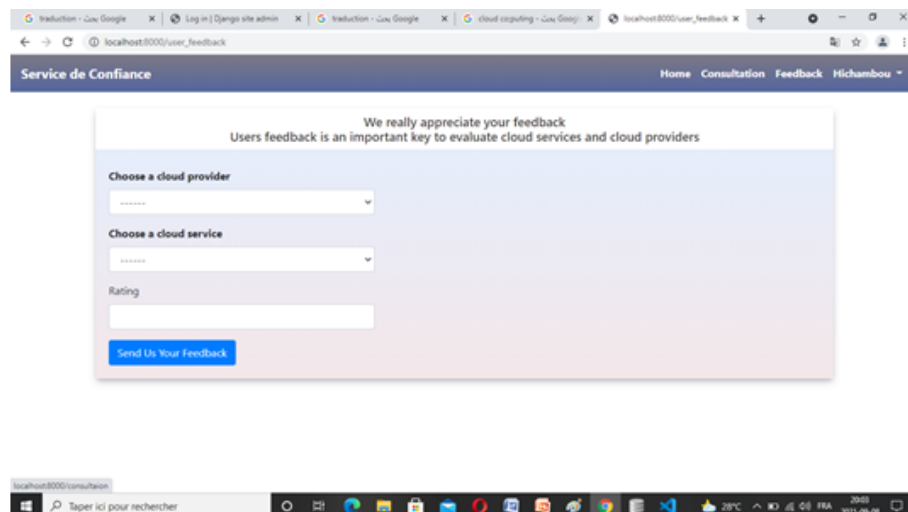 traduction - بحث Google
Log in | Django site admin
traduction - بحث Google
cloud coputing - بحث Googl
localhost:8000/user_feedback
localhost:8000/user_feedback
Service de Confiance
Home Consultation Feedback Hichambou
We really appreciate your feedback
Users feedback is an important key to evaluate cloud services and cloud providers
Choose a cloud provider
------
Choose a cloud service
------
Rating
Send Us Your Feedback
localhost:8000/consultaion
Taper ici pour rechercher
28°C
FRA
20:03